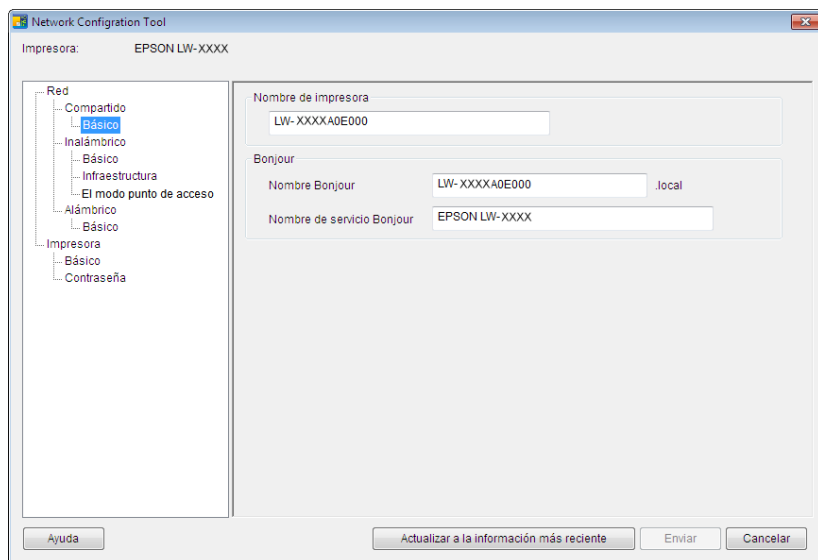 Network Configration Tool
Impresora: EPSON LW-XXXX
Red
Compartido
Básico
Inalámbrico
Básico
Infraestructura
El modo punto de acceso
Alámbrico
Básico
Impresora
Básico
Contraseña
Nombre de impresora
LW-XXXXA0E000
Bonjour
Nombre Bonjour LW-XXXXA0E000 .local
Nombre de servicio Bonjour EPSON LW-XXXX
Ayuda Actualizar a la información más reciente Enviar Cancelar